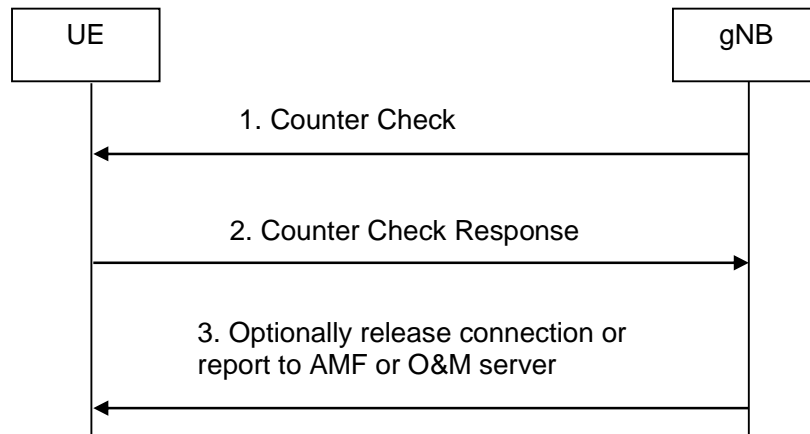 UE
gNB
1. Counter Check
2. Counter Check Response
3. Optionally release connection or
report to AMF or O&M server